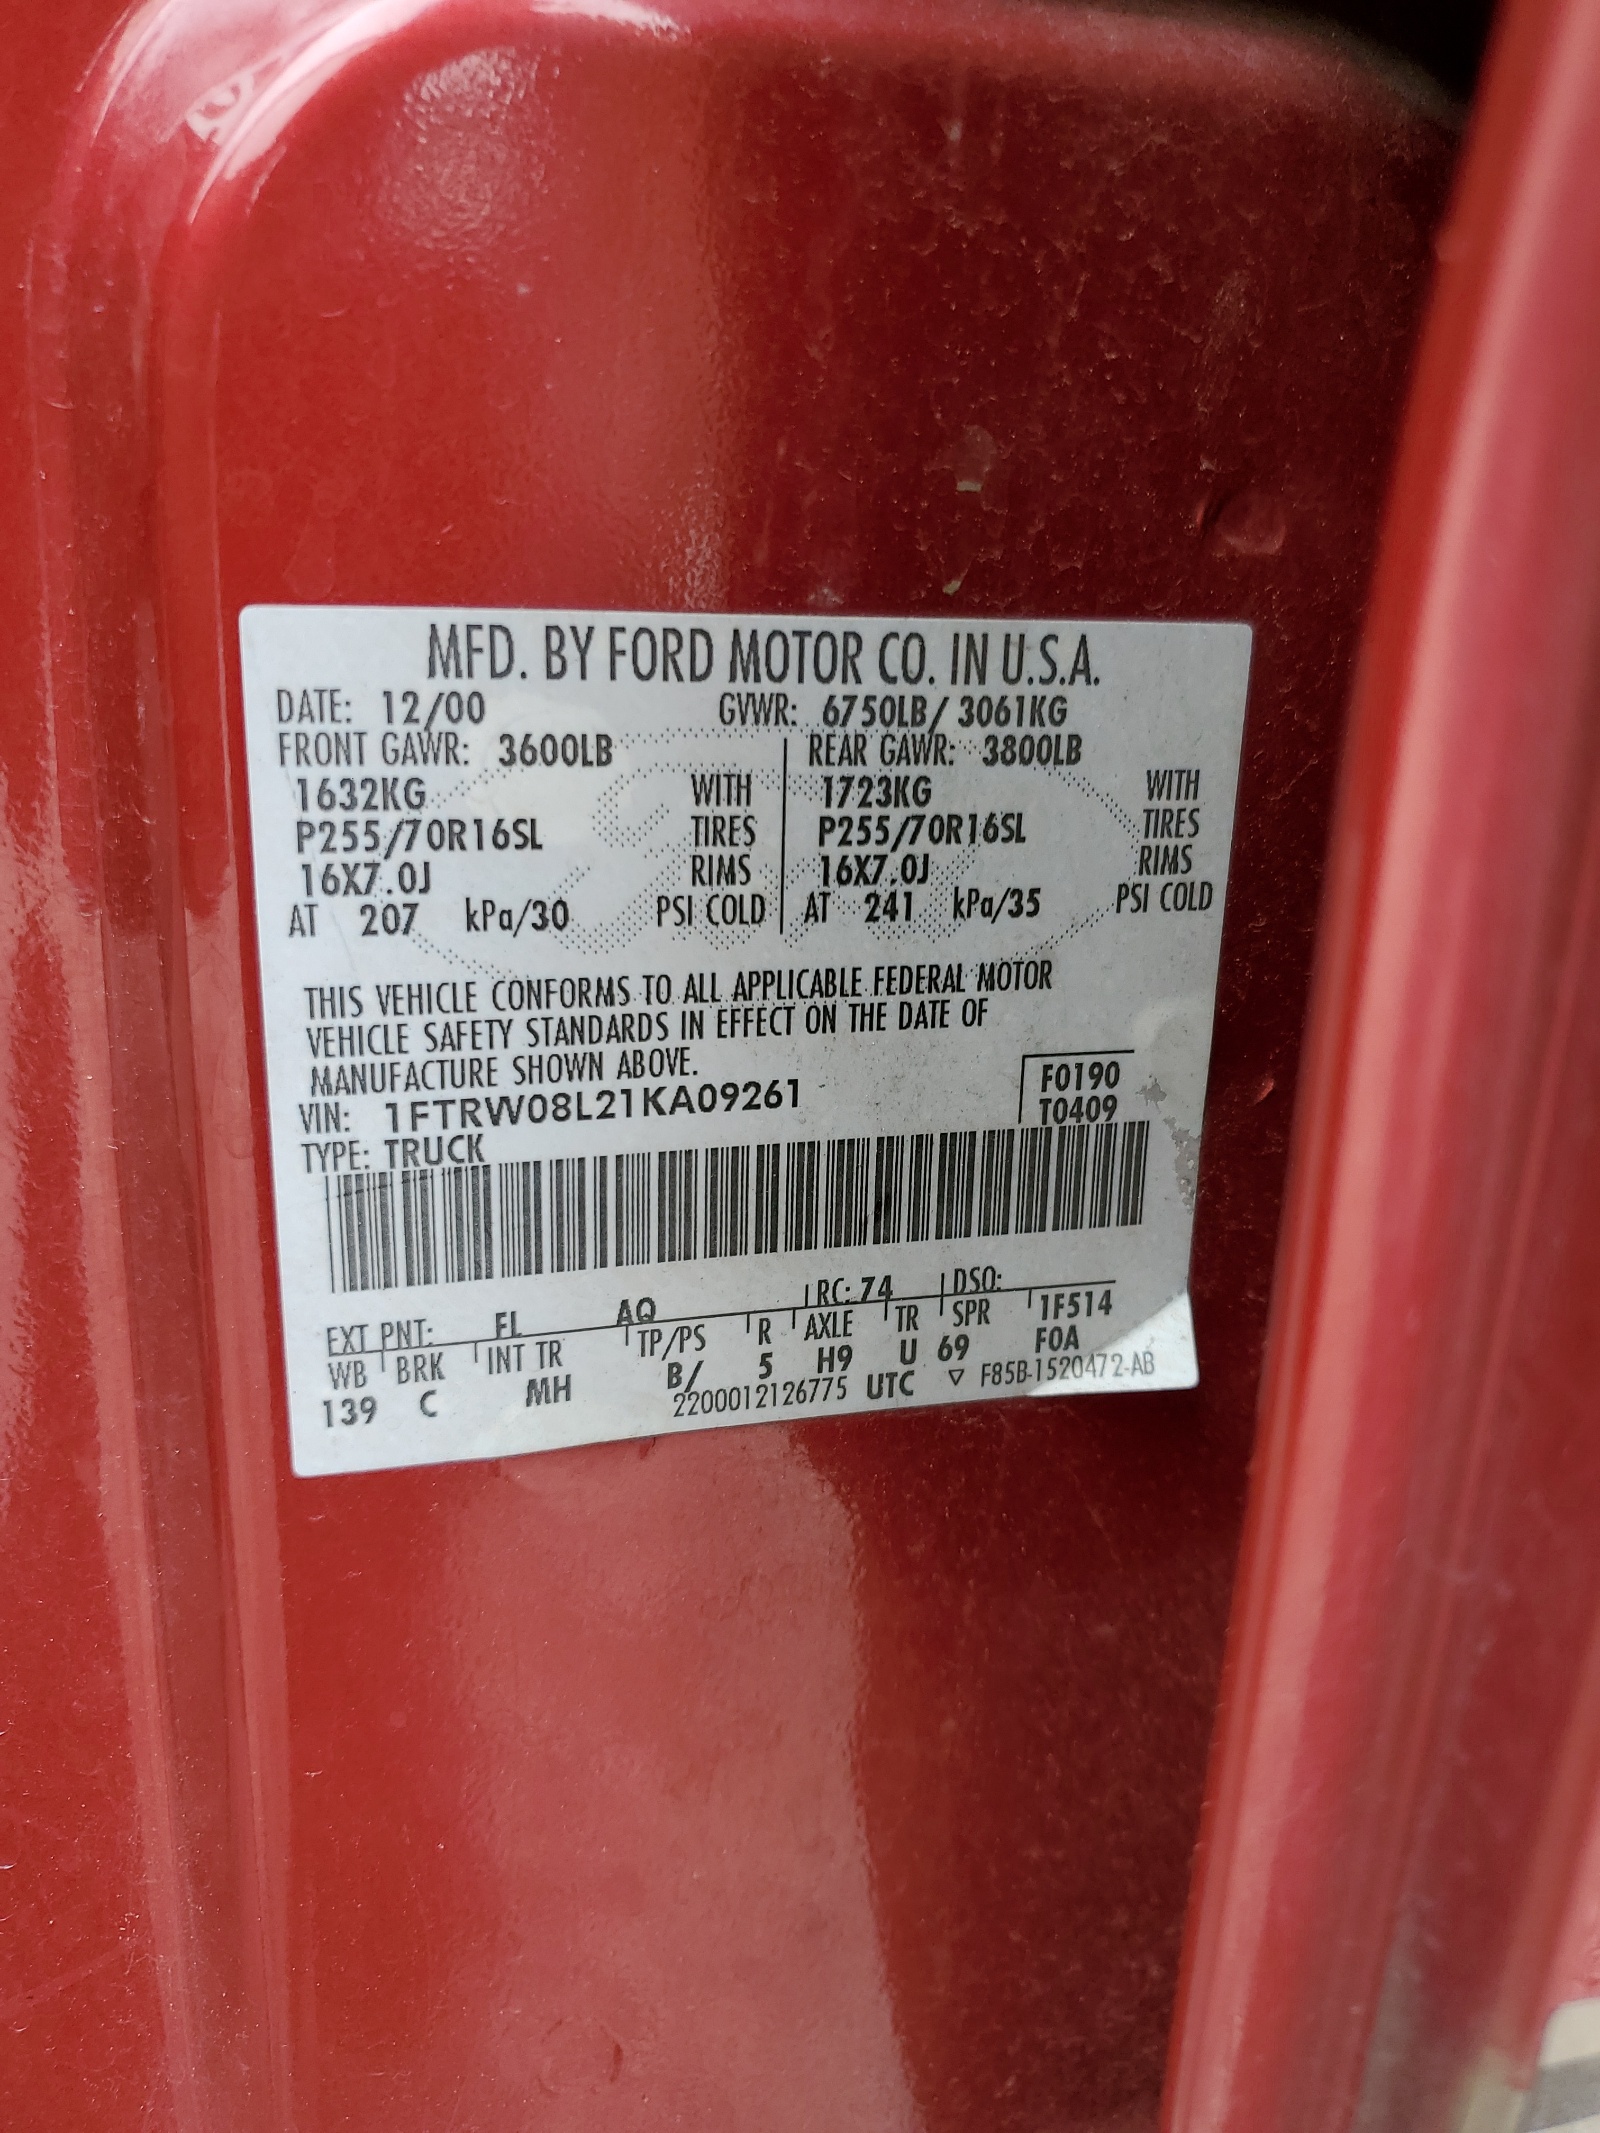 MFD. BY FORD MOTOR CO. IN U.S.A.
DATE: 12/00 GVWR: 6750LB/ 3061KG
FRONT GAWR: 3600LB REAR GAWR: 3800LB
1632KG WITH 1723KG WITH
P255/70R16SL TIRES P255/70R16SL TIRES
16X7.0J RIMS 16X7.0J RIMS
AT 207 kPa/30 PSI COLD AT 241 kPa/35 PSI COLD
THIS VEHICLE CONFORMS TO ALL APPLICABLE FEDERAL MOTOR
VEHICLE SAFETY STANDARDS IN EFFECT ON THE DATE OF
MANUFACTURE SHOWN ABOVE.
F0190
VIN: 1FTRW08L21KA09261
T0409
TYPE: TRUCK
EXT PNT: FL AQ RC: 74 DSO:
WB BRK INT TR TP/PS R AXLE TR SPR 1F514
139 C MH B/ 5 H9 U 69 F0A
2200012126775 UTC ▽ F85B-1520472-AB